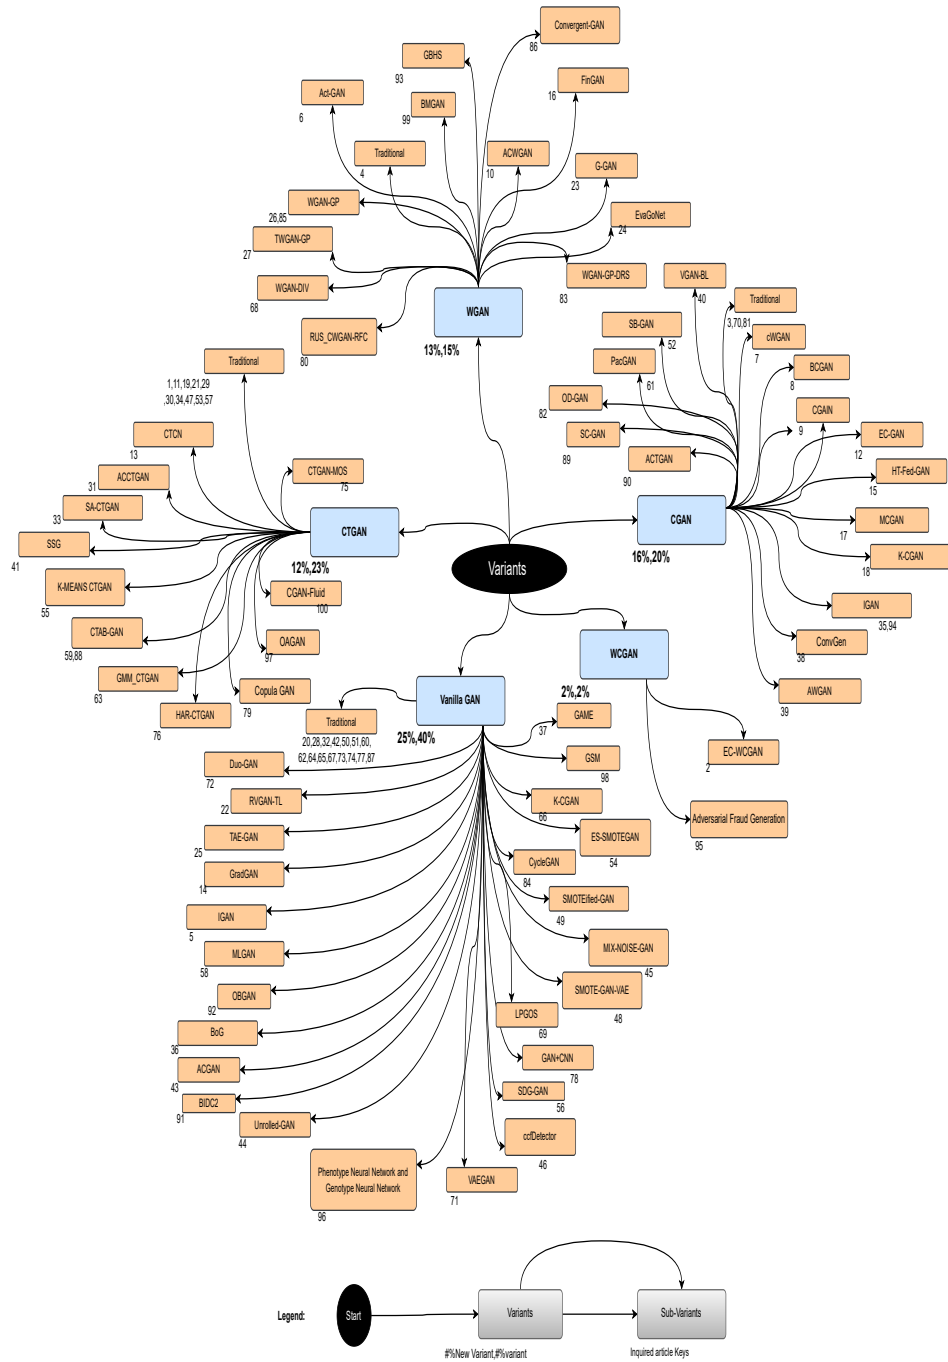 Convergent-GAN
86
GBHS
93
FinGAN
16
Act-GAN
6
BMGAN
99
Traditional
4
ACWGAN
10
G-GAN
23
WGAN-GP
26,85
EvaGoNet
24
TWGAN-GP
27
WGAN-DIV
68
WGAN-GP-DRS
83
RUS_CWGAN-RFC
80
WGAN
13%,15%
VGAN-BL
40
Traditional
3,70,81
SB-GAN
52
cWGAN
7
PacGAN
61
BCGAN
8
OD-GAN
82
CGAIN
9
SC-GAN
89
EC-GAN
12
ACTGAN
90
HT-Fed-GAN
15
MCGAN
17
K-CGAN
18
IGAN
35,94
ConvGen
38
AWGAN
39
CGAN
16%,20%
Traditional
1,11,19,21,29
,30,34,47,53,57
CTCN
13
CTGAN-MOS
75
ACCTGAN
31
SA-CTGAN
33
SSG
41
K-MEANS CTGAN
55
CTAB-GAN
59,88
GMM_CTGAN
63
HAR-CTGAN
76
Copula GAN
79
OAGAN
97
CGAN-Fluid
100
CTGAN
12%,23%
Variants
WCGAN
2%,2%
EC-WCGAN
2
Adversarial Fraud Generation
95
Vanilla GAN
25%,40%
Traditional
20,28,32,42,50,51,60,
62,64,65,67,73,74,77,87
GAME
37
Duo-GAN
72
GSM
98
RVGAN-TL
22
K-CGAN
66
TAE-GAN
25
ES-SMOTEGAN
54
GradGAN
14
CycleGAN
84
IGAN
5
SMOTEified-GAN
49
MLGAN
58
MIX-NOISE-GAN
45
OBGAN
92
SMOTE-GAN-VAE
48
BoG
36
LPGOS
69
ACGAN
43
GAN+CNN
78
BIDC2
91
SDG-GAN
56
Unrolled-GAN
44
ccfDetector
46
Phenotype Neural Network and
Genotype Neural Network
96
VAEGAN
71
Legend:
Start
Variants
Sub-Variants
#%New Variant,#%variant
Inquired article Keys